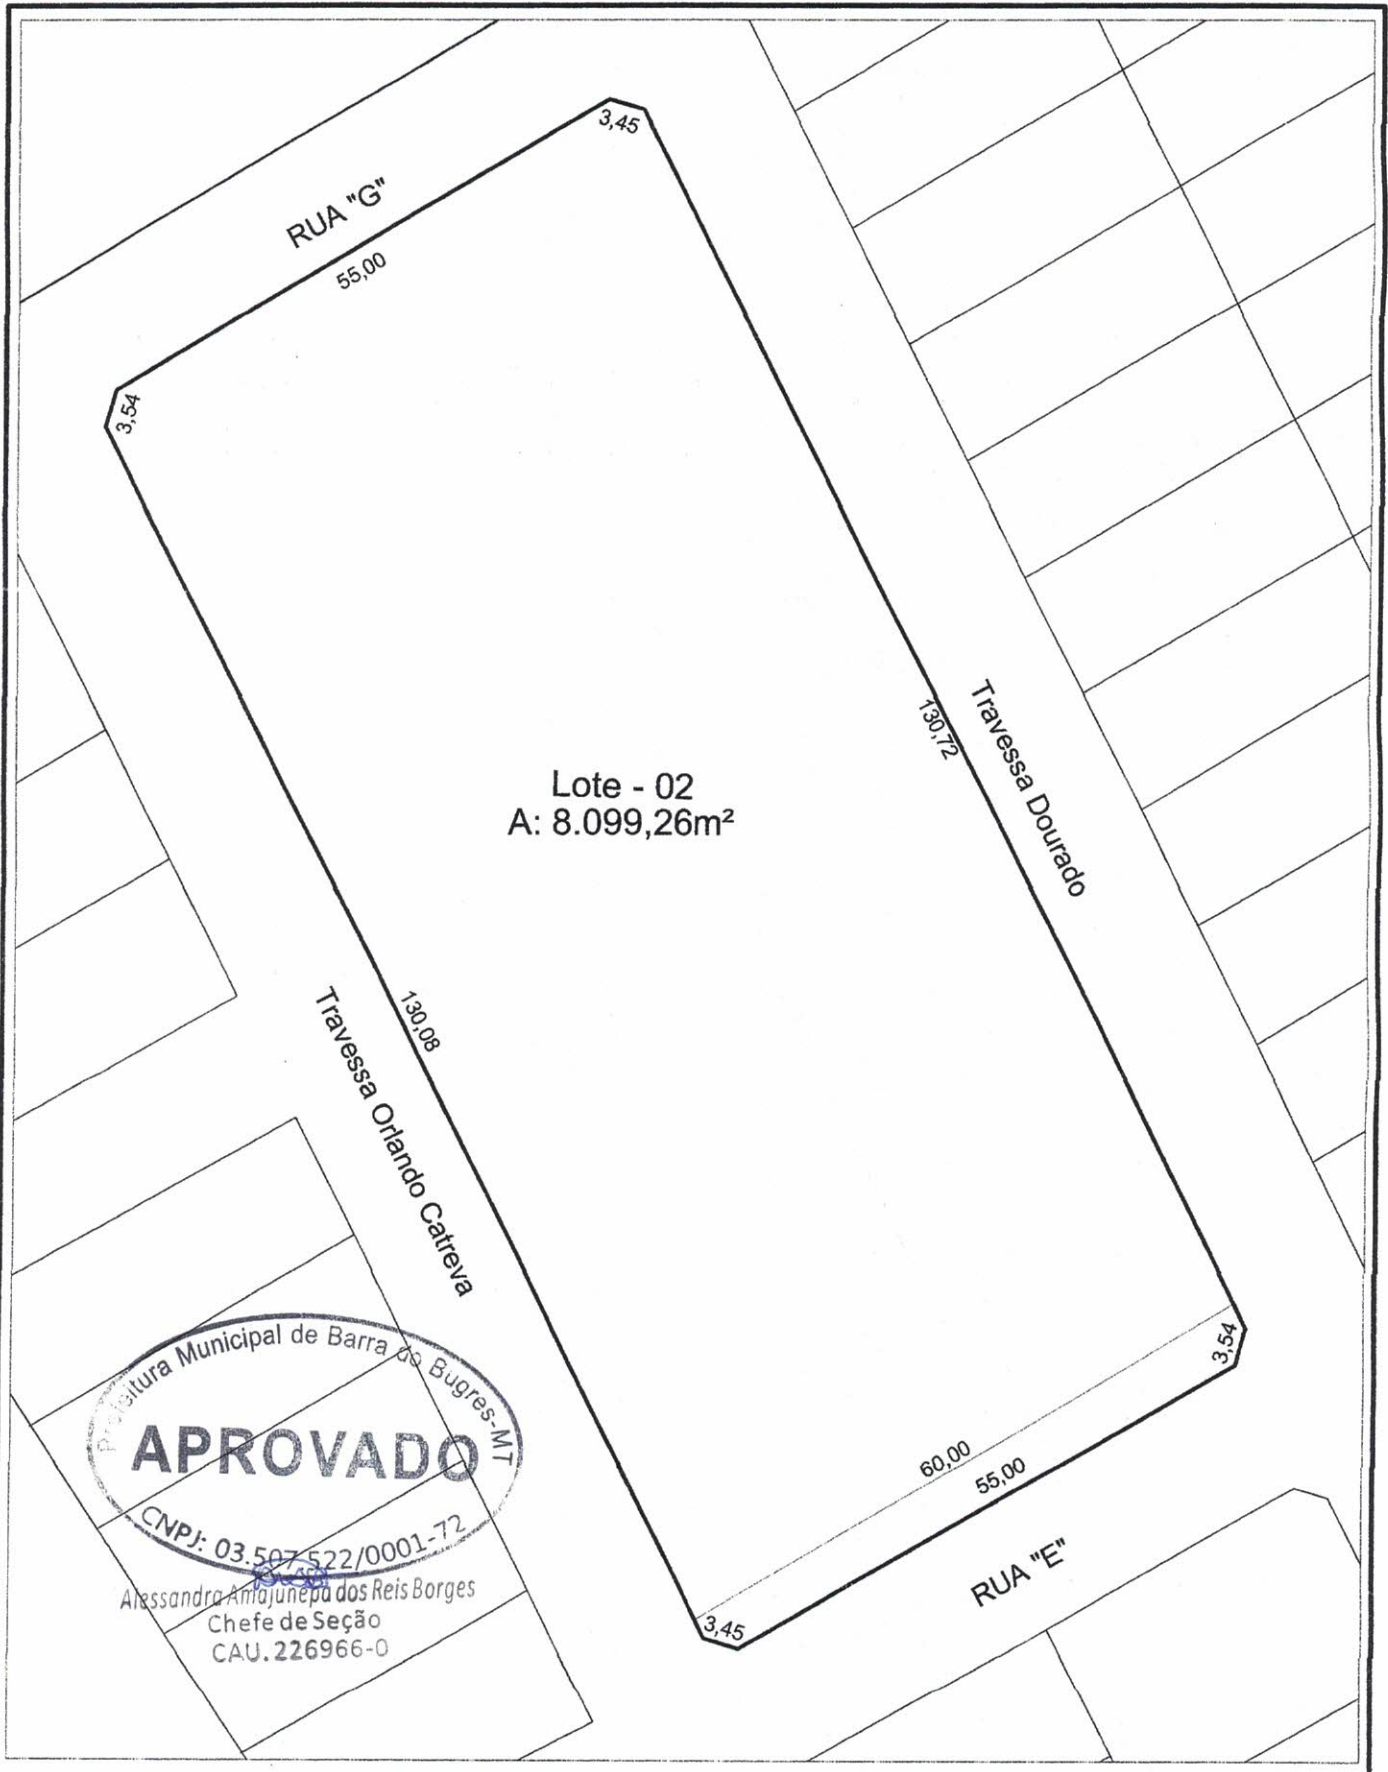 3,45
RUA "G"
55,00
3,54
130,72
Travessa Dourado
Lote - 02
A: 8.099,26m²
130,08
Travessa Orlando Catreva
3,54
60,00
55,00
RUA "E"
3,45
Prefeitura Municipal de Barra do Bugres-MT
APROVADO
CNPJ: 03.507.522/0001-72
Alessandra Amajunepá dos Reis Borges
Chefe de Seção
CAU.226966-0